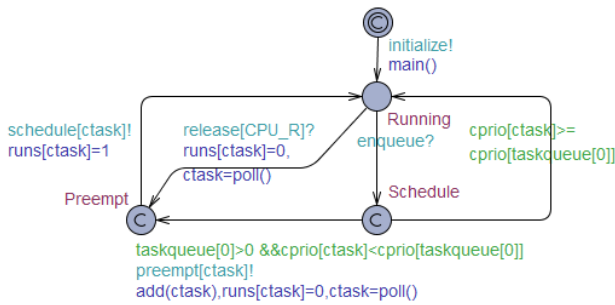 initialize!
main()
Running
schedule[ctask]!
runs[ctask]=1
release[CPU_R]?
runs[ctask]=0,
ctask=poll()
enqueue?
cprio[ctask]>=
cprio[taskqueue[0]]
Preempt
Schedule
C
C
C
taskqueue[0]>0 &&cprio[ctask]<cprio[taskqueue[0]]
preempt[ctask]!
add(ctask),runs[ctask]=0,ctask=poll()